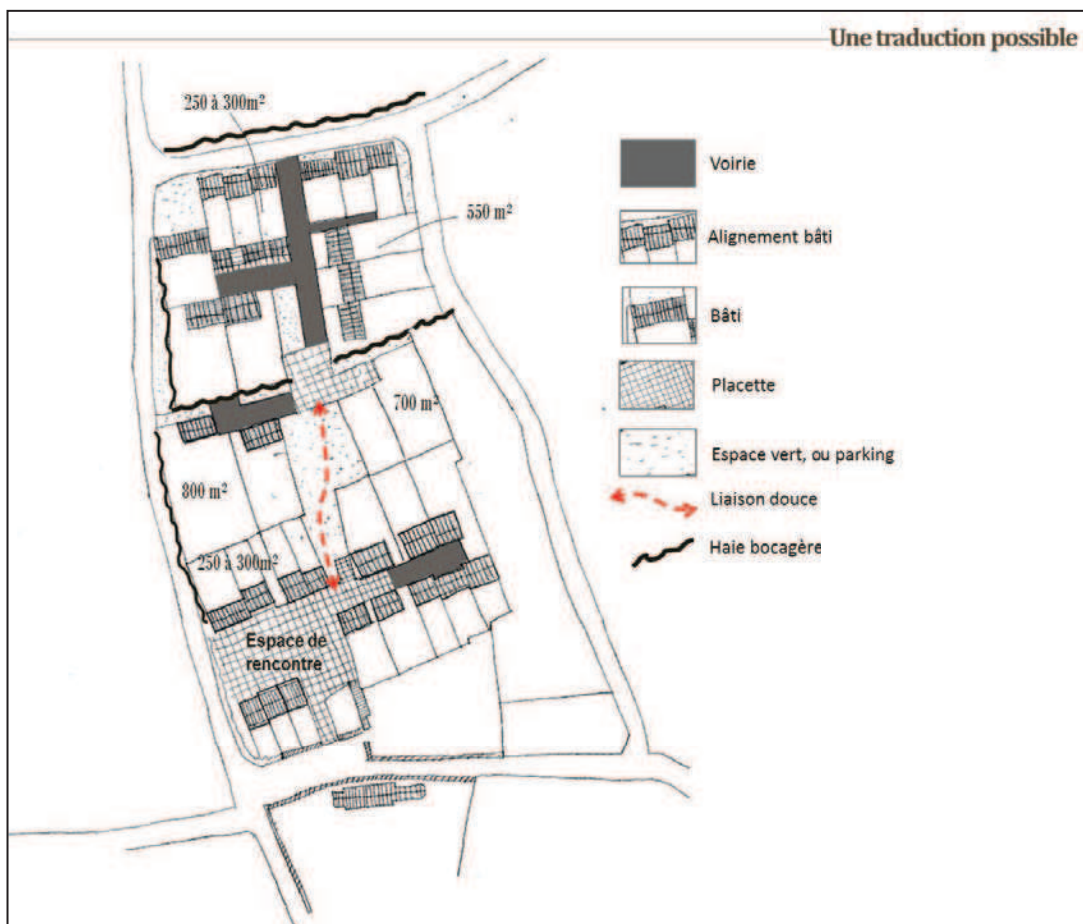 Une traduction possible
250 à 300m²
550 m²
700 m²
800 m²
250 à 300m²
Espace de
rencontre
Voirie
Alignement bâti
Bâti
Placette
Espace vert, ou parking
Liaison douce
Haie bocagère